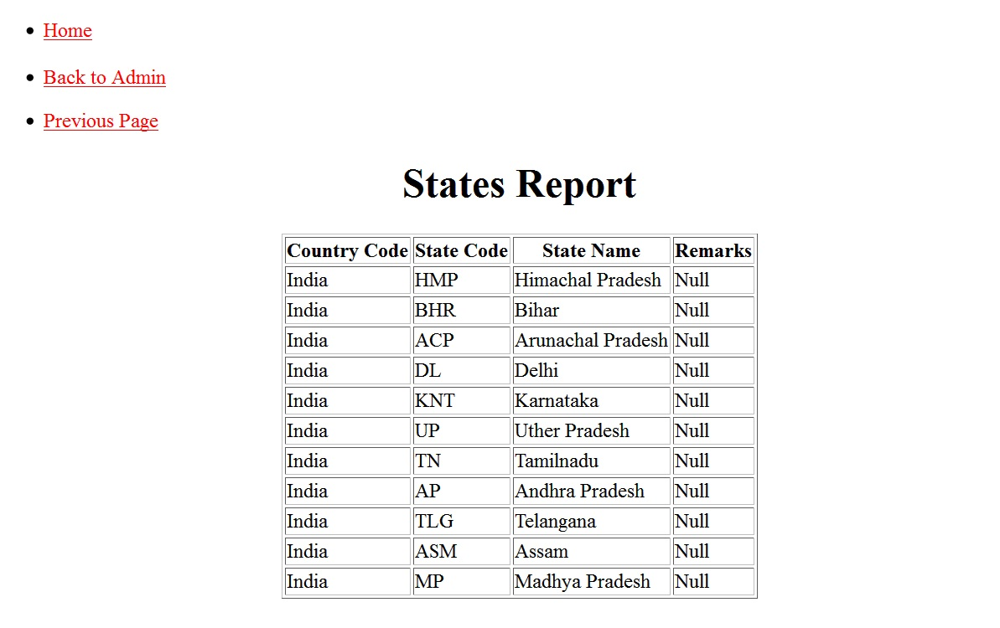 Home
Back to Admin
Previous Page
States Report
Country Code State Code State Name Remarks
India HMP Himachal Pradesh Null
India BHR Bihar Null
India ACP Arunachal Pradesh Null
India DL Delhi Null
India KNT Karnataka Null
India UP Uther Pradesh Null
India TN Tamilnadu Null
India AP Andhra Pradesh Null
India TLG Telangana Null
India ASM Assam Null
India MP Madhya Pradesh Null